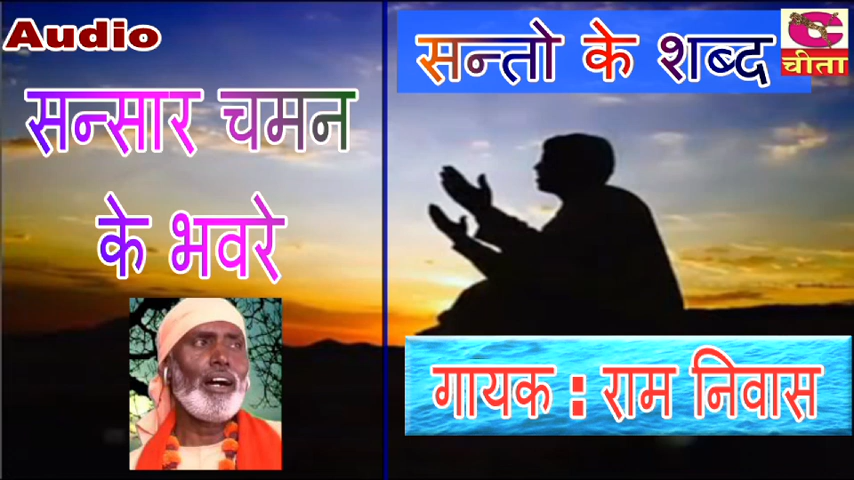 Audio
सन्सार चमन
के भवरे
सन्तो के शब्द
चीता
गायक : राम निवास